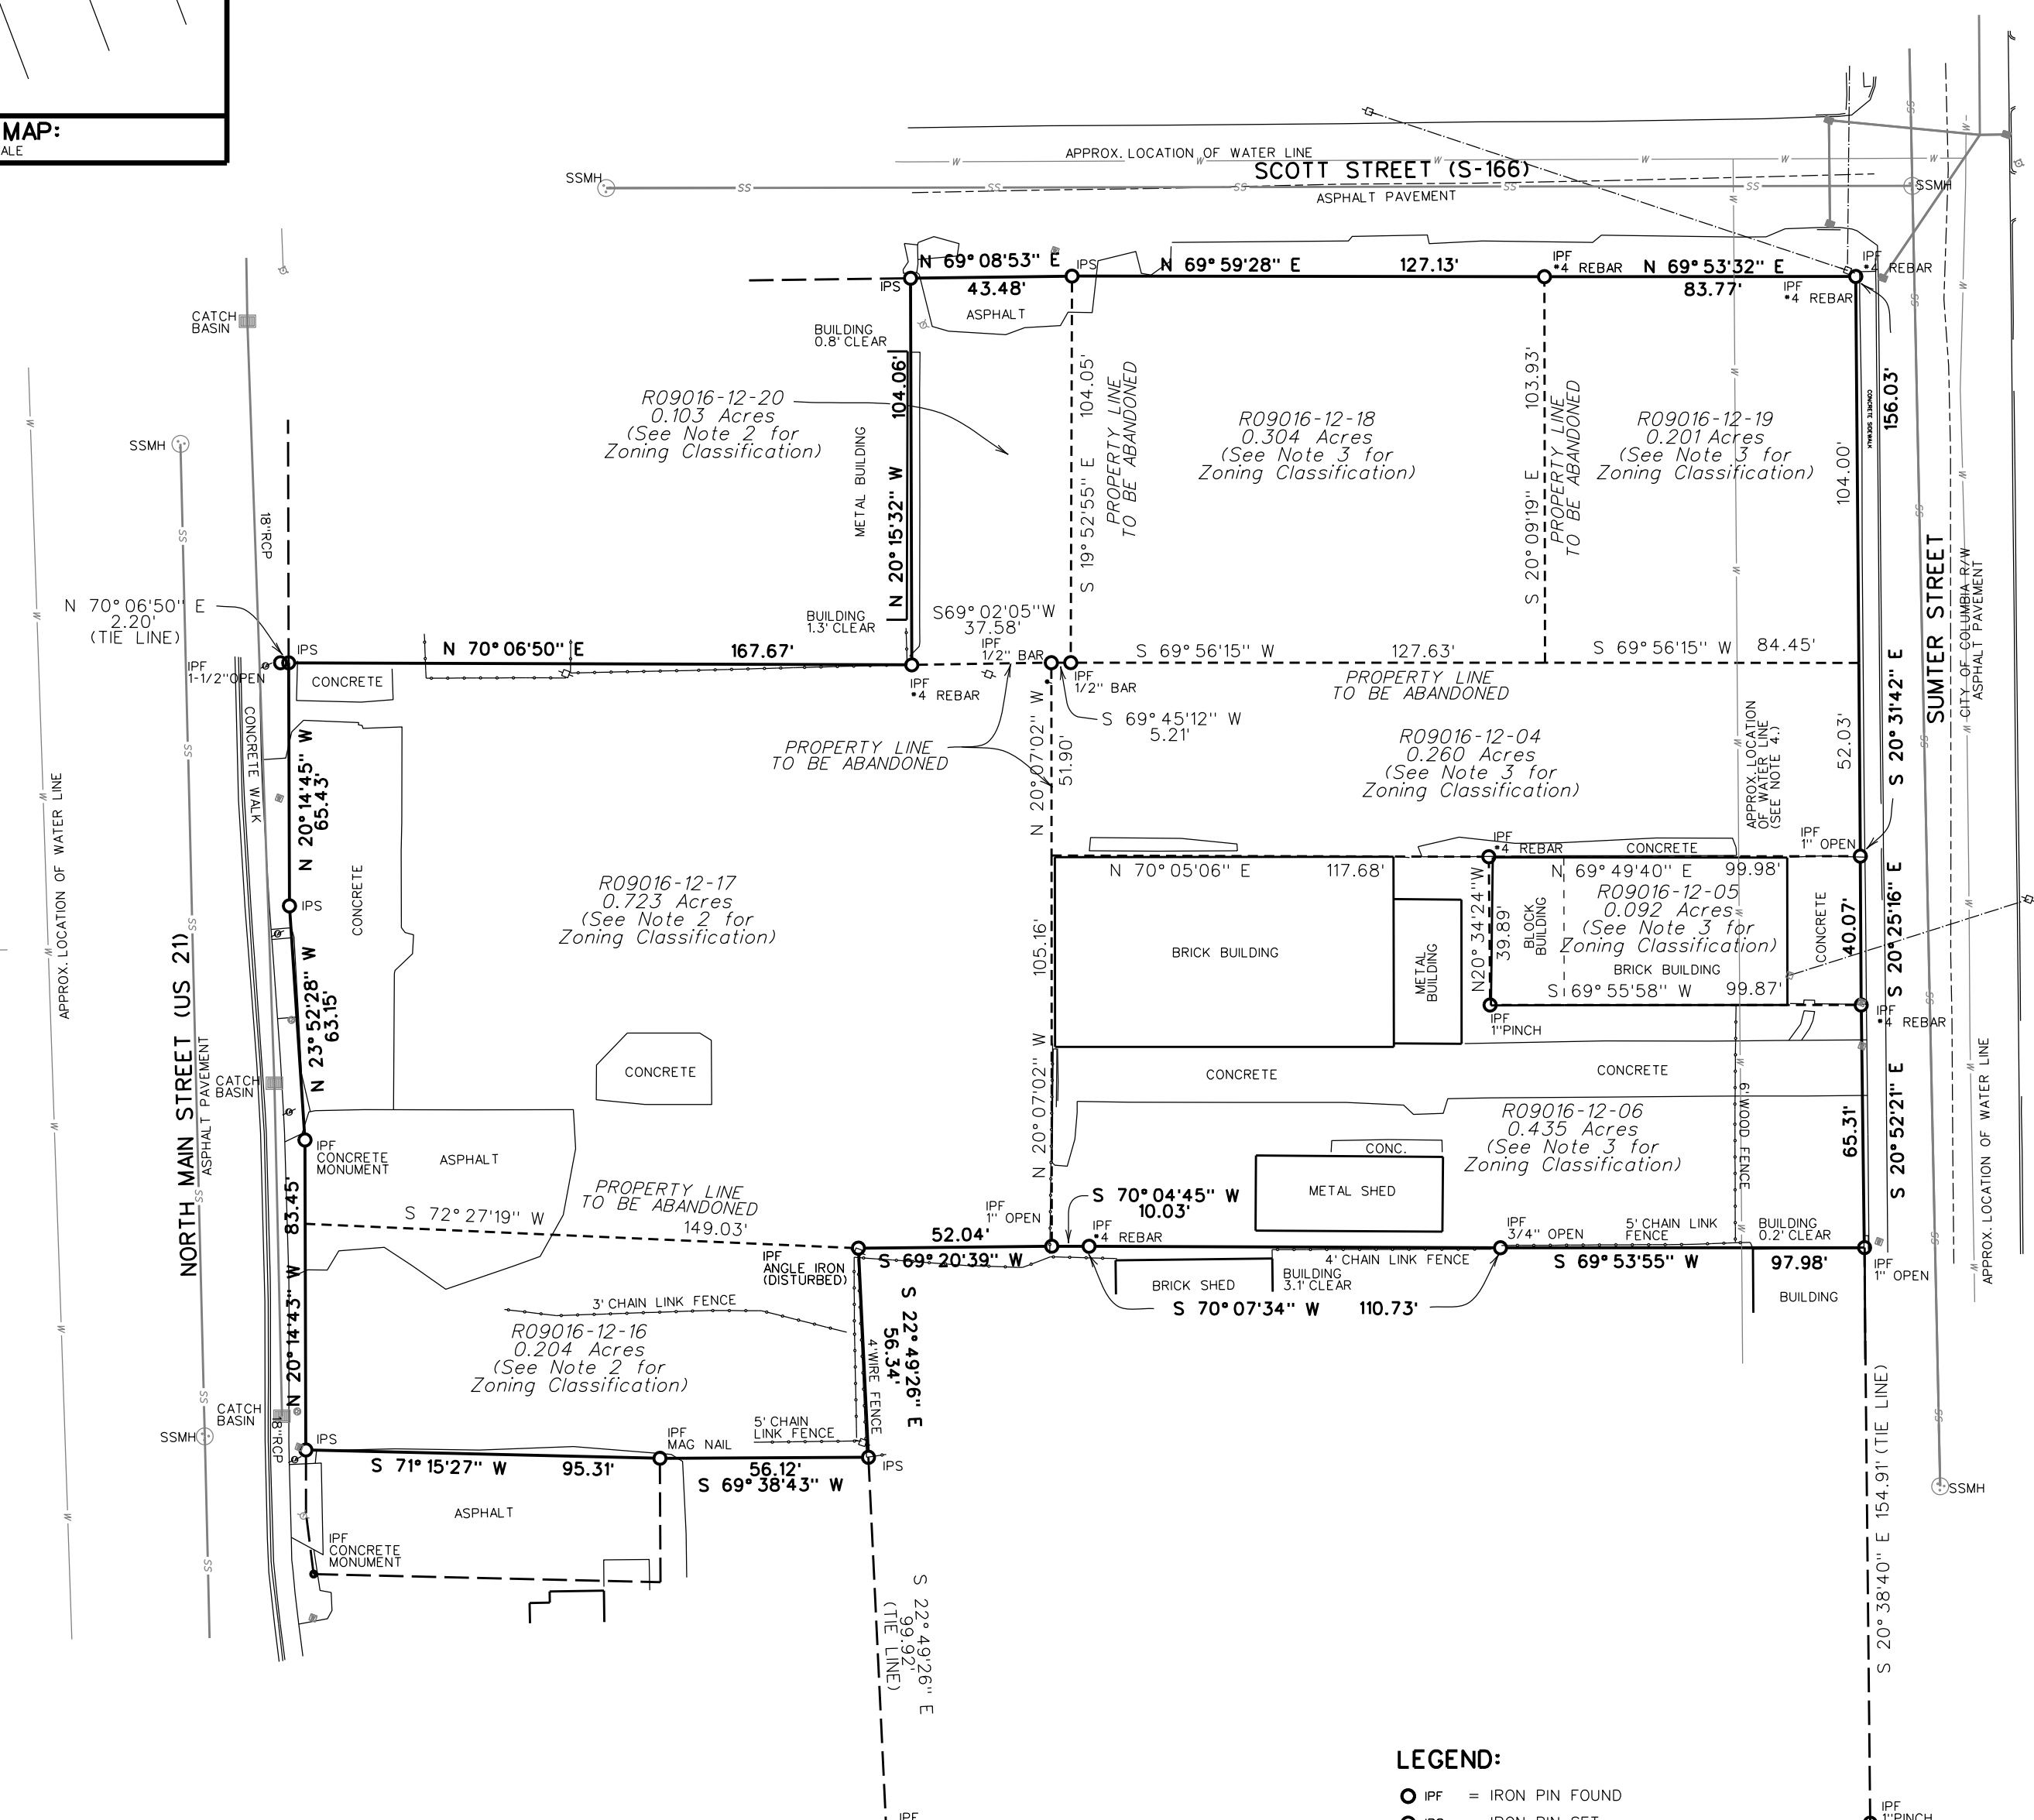 MAP:
ALE
APPROX. LOCATION OF WATER LINE
SCOTT STREET (S-166)
ASPHALT PAVEMENT
SSMH
SSMH
N 69° 08'53" E
43.48'
IPS
IPS
N 69° 59'28" E
127.13'
IPF
*4 REBAR
N 69° 53'32" E
83.77'
IPF
*4 REBAR
IPF
*4 REBAR
ASPHALT
CATCH
BASIN
BUILDING
0.8' CLEAR
R09016-12-20
0.103 Acres
(See Note 2 for
Zoning Classification)
METAL BUILDING
N 20° 15'32" W
104.06'
S 19° 52'55" E
104.05'
PROPERTY LINE
TO BE ABANDONED
R09016-12-18
0.304 Acres
(See Note 3 for
Zoning Classification)
S 20° 09'19" E
103.93'
PROPERTY LINE
TO BE ABANDONED
R09016-12-19
0.201 Acres
(See Note 3 for
Zoning Classification)
104.00'
CONCRETE SIDEWALK
156.03'
S 20° 31'42" E
SUMTER STREET
CITY OF COLUMBIA R/W
ASPHALT PAVEMENT
SSMH
18"RCP
N 70° 06'50" E
2.20'
(TIE LINE)
IPS
IPF
1-1/2"OPEN
N 70° 06'50" E
167.67'
BUILDING
1.3' CLEAR
S69° 02'05"W
37.58'
IPF
1/2" BAR
IPF
*4 REBAR
IPF
1/2" BAR
S 69° 56'15" W
127.63'
S 69° 56'15" W
84.45'
PROPERTY LINE
TO BE ABANDONED
S 69° 45'12" W
5.21'
PROPERTY LINE
TO BE ABANDONED
N 20° 07'02" W
51.90'
R09016-12-04
0.260 Acres
(See Note 3 for
Zoning Classification)
APPROX. LOCATION
OF WATER LINE
(SEE NOTE 4.)
52.03'
IPF
1" OPEN
CONCRETE
CONCRETE WALK
N 20° 14'45" W
65.43'
IPS
CONCRETE
APPROX. LOCATION OF WATER LINE
R09016-12-17
0.723 Acres
(See Note 2 for
Zoning Classification)
N 70° 05'06" E
117.68'
IPF
*4 REBAR
CONCRETE
N 69° 49'40" E
99.98'
R09016-12-05
0.092 Acres
(See Note 3 for
Zoning Classification)
BLOCK
BUILDING
BRICK BUILDING
N20° 34'24"W
39.89'
S 69° 55'58" W
99.87'
CONCRETE
40.07'
S 20° 25'16" E
IPF
*4 REBAR
IPF
1"PINCH
BRICK BUILDING
METAL
BUILDING
105.16'
N 20° 07'02" W
NORTH MAIN STREET (US 21)
ASPHALT PAVEMENT
N 23° 52'28" W
63.15'
CATCH
BASIN
CONCRETE
CONCRETE
CONCRETE
IPF
CONCRETE
MONUMENT
ASPHALT
R09016-12-06
0.435 Acres
(See Note 3 for
Zoning Classification)
6' WOOD FENCE
65.31'
S 20° 52'21" E
APPROX. LOCATION OF WATER LINE
CONC.
METAL SHED
PROPERTY LINE
TO BE ABANDONED
S 72° 27'19" W
149.03'
83.45'
N 20° 14'43" W
IPF
1" OPEN
S 70° 04'45" W
10.03'
IPF
*4 REBAR
52.04'
S 69° 20'39" W
IPF
ANGLE IRON
(DISTURBED)
IPF
3/4" OPEN
5' CHAIN LINK
FENCE
BUILDING
0.2' CLEAR
4' CHAIN LINK FENCE
S 69° 53'55" W
97.98'
IPF
1" OPEN
BRICK SHED
BUILDING
3.1' CLEAR
BUILDING
S 70° 07'34" W
110.73'
3' CHAIN LINK FENCE
S 22° 49'26" E
56.34'
4'WIRE FENCE
R09016-12-16
0.204 Acres
(See Note 2 for
Zoning Classification)
CATCH
BASIN
SSMH
18"RCP
IPS
IPF
MAG NAIL
5' CHAIN
LINK FENCE
S 71° 15'27" W
95.31'
56.12'
S 69° 38'43" W
IPS
ASPHALT
IPF
CONCRETE
MONUMENT
S 22° 49'26" E
99.92'
(TIE LINE)
S 20° 38'40" E 154.91' (TIE LINE)
SSMH
LEGEND:
IPF = IRON PIN FOUND
IPS = IRON PIN SET
IPF
IPF
1"PINCH